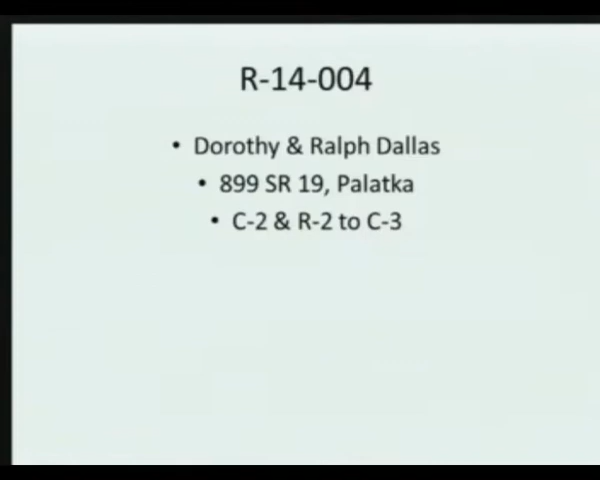 R-14-004
• Dorothy & Ralph Dallas
• 899 SR 19, Palatka
• C-2 & R-2 to C-3